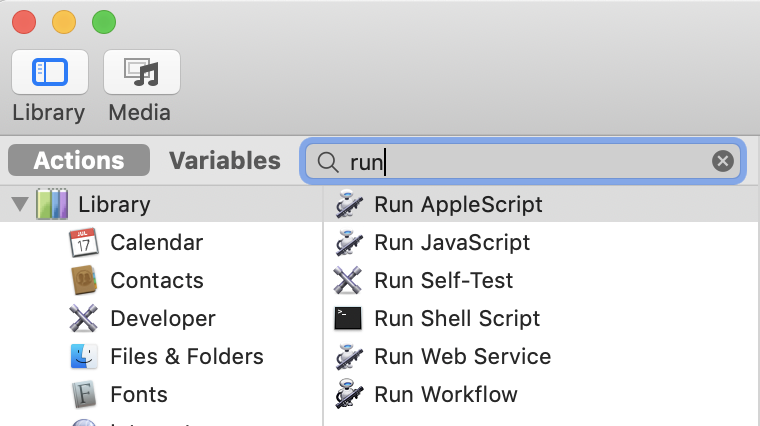 Library Media
Actions Variables run
Library
JUL
17
Calendar
Contacts
Developer
Files & Folders
Fonts
Run AppleScript
Run JavaScript
Run Self-Test
>_
Run Shell Script
Run Web Service
Run Workflow